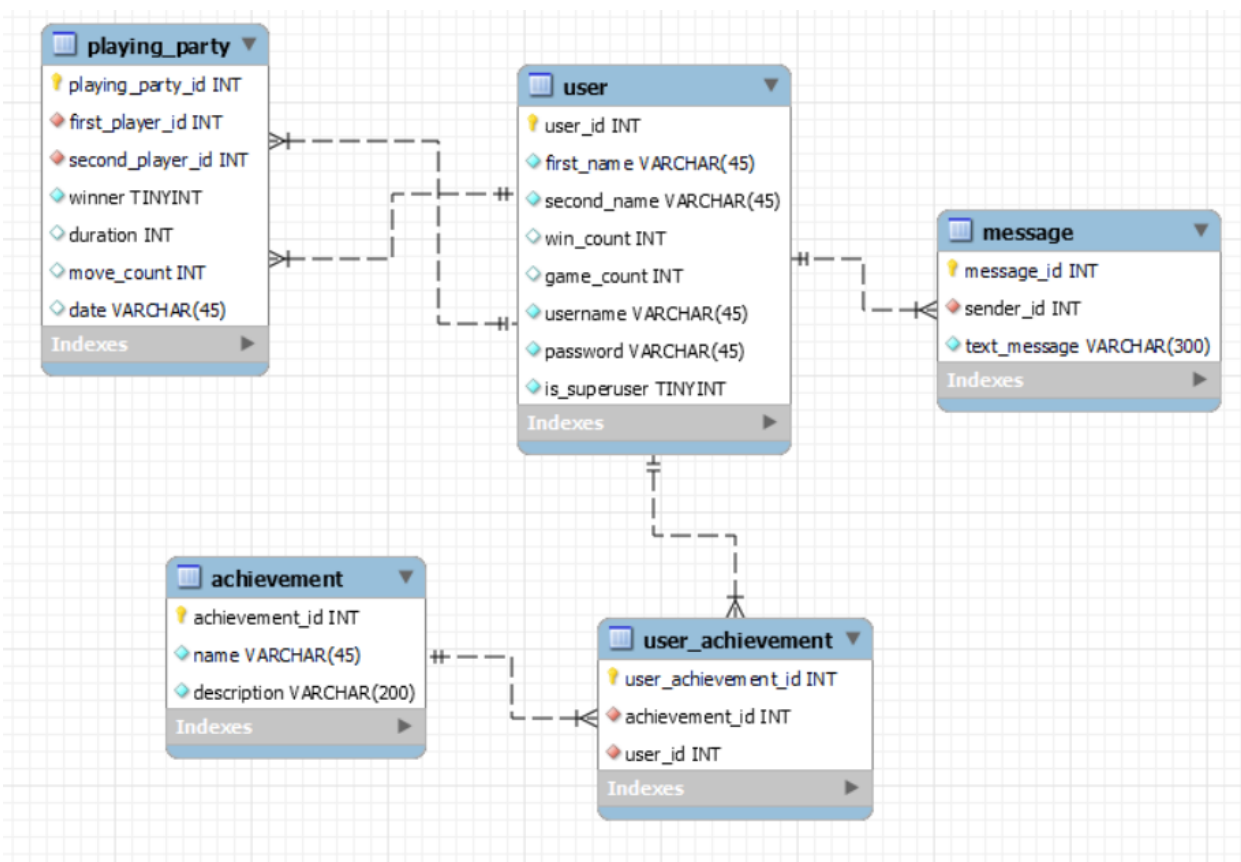 playing_party
playing_party_id INT
first_player_id INT
second_player_id INT
winner TINYINT
duration INT
move_count INT
date VARCHAR(45)
Indexes
user
user_id INT
first_name VARCHAR(45)
second_name VARCHAR(45)
win_count INT
game_count INT
username VARCHAR(45)
password VARCHAR(45)
is_superuser TINYINT
Indexes
message
message_id INT
sender_id INT
text_message VARCHAR(300)
Indexes
achievement
achievement_id INT
name VARCHAR(45)
description VARCHAR(200)
Indexes
user_achievement
user_achievement_id INT
achievement_id INT
user_id INT
Indexes